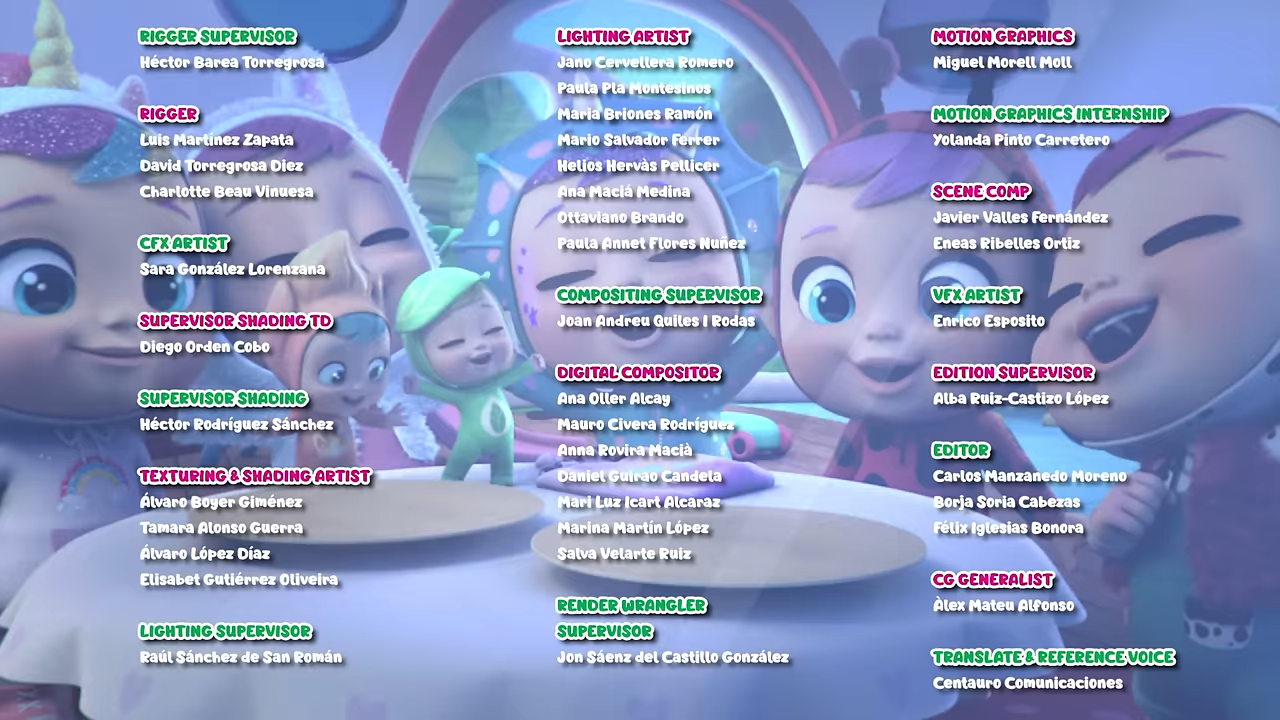 RIGGER SUPERVISOR
Héctor Barea Torregrosa
RIGGER
Luis Martínez Zapata
David Torregrosa Diez
Charlotte Beau Vinuesa
CFX ARTIST
Sara González Lorenzana
SUPERVISOR SHADING TD
Diego Orden Cobo
SUPERVISOR SHADING
Héctor Rodríguez Sánchez
TEXTURING & SHADING ARTIST
Álvaro Boyer Giménez
Tamara Alonso Guerra
Álvaro López Díaz
Elisabet Gutiérrez Oliveira
LIGHTING SUPERVISOR
Raúl Sánchez de San Román
LIGHTING ARTIST
Jano Cervellera Romero
Paula Pla Montesinos
Maria Briones Ramón
Mario Salvador Ferrer
Helios Hervàs Pellicer
Ana Maciá Medina
Ottaviano Brando
Paula Annet Flores Nuñez
COMPOSITING SUPERVISOR
Joan Andreu Quiles I Rodas
DIGITAL COMPOSITOR
Ana Oller Alcay
Mauro Civera Rodríguez
Anna Rovira Macià
Daniel Guirao Candela
Mari Luz Icart Alcaraz
Marina Martín López
Salva Velarte Ruiz
RENDER WRANGLER
SUPERVISOR
Jon Sáenz del Castillo González
MOTION GRAPHICS
Miguel Morell Moll
MOTION GRAPHICS INTERNSHIP
Yolanda Pinto Carretero
SCENE COMP
Javier Valles Fernández
Eneas Ribelles Ortiz
VFX ARTIST
Enrico Esposito
EDITION SUPERVISOR
Alba Ruiz-Castizo López
EDITOR
Carlos Manzanedo Moreno
Borja Soria Cabezas
Félix Iglesias Bonora
CG GENERALIST
Àlex Mateu Alfonso
TRANSLATE & REFERENCE VOICE
Centauro Comunicaciones